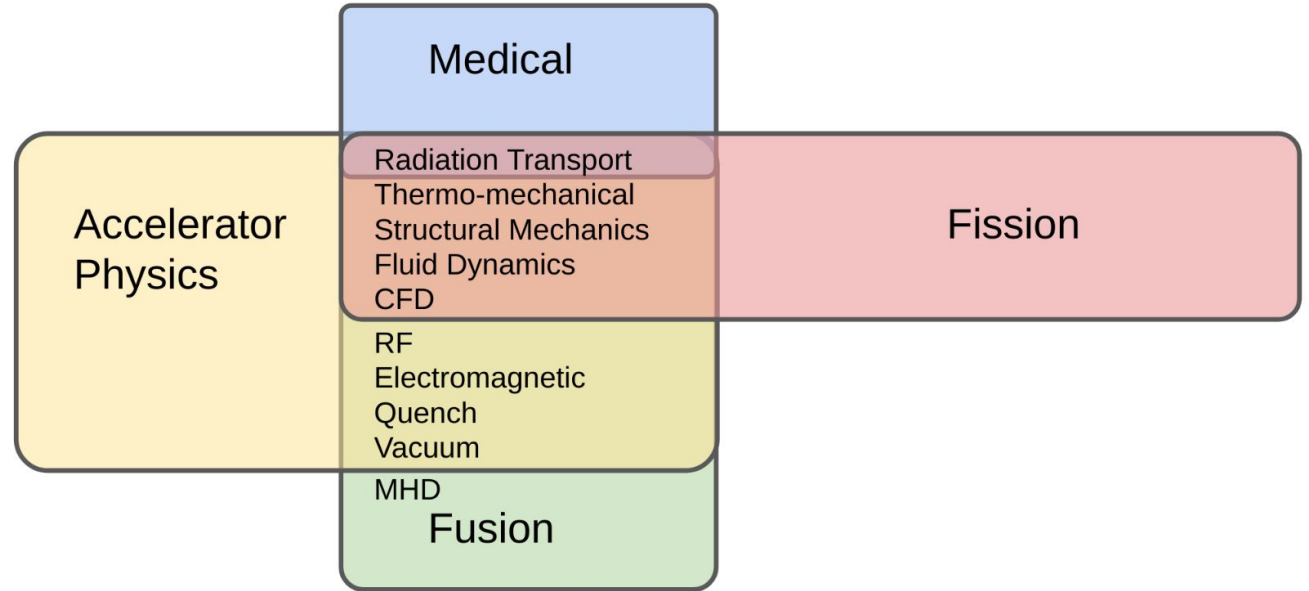 Medical
Radiation Transport
Thermo-mechanical
Accelerator
Structural Mechanics
Fission
Physics
Fluid Dynamics
CFD
RF
Electromagnetic
Quench
Vacuum
MHD
Fusion